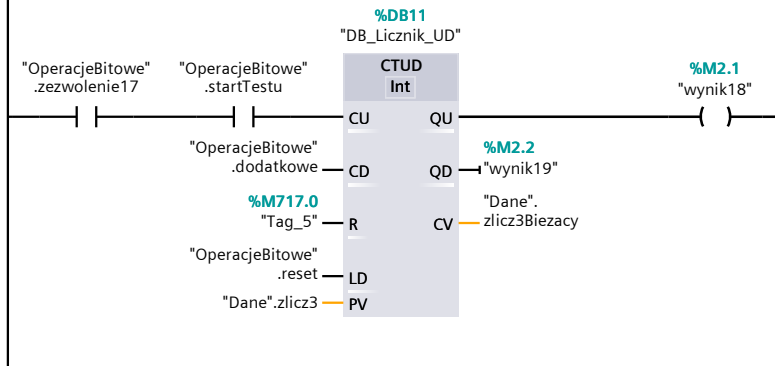 %DB11
"DB_Licznik_UD"
"OperacjeBitowe"
.zezwolenie17
"OperacjeBitowe"
.startTestu
CTUD
Int
%M2.1
"wynik18"
CU
QU
"OperacjeBitowe"
.dodatkowe
CD
QD
%M2.2
"wynik19"
%M717.0
"Tag_5"
R
CV
"Dane".
zlicz3Biezacy
"OperacjeBitowe"
.reset
LD
"Dane".zlicz3
PV